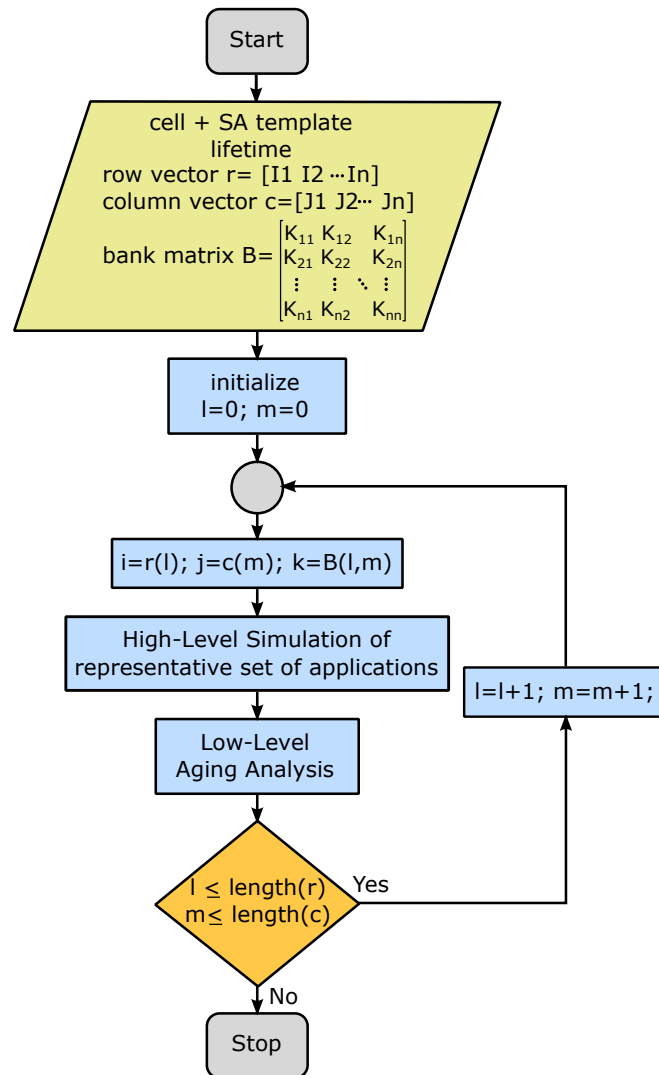 Start
cell + SA template
lifetime
row vector r= [I1 I2 ⋯In]
column vector c=[J1 J2⋯ Jn]
bank matrix B=
K11 K12 K1n
K21 K22 K2n
⋮ ⋮ ⋱ ⋮
Kn1 Kn2 Knn
initialize
l=0; m=0
i=r(l); j=c(m); k=B(l,m)
High-Level Simulation of
representative set of applications
l=l+1; m=m+1;
Low-Level
Aging Analysis
l ≤ length(r)
m≤ length(c)
Yes
No
Stop